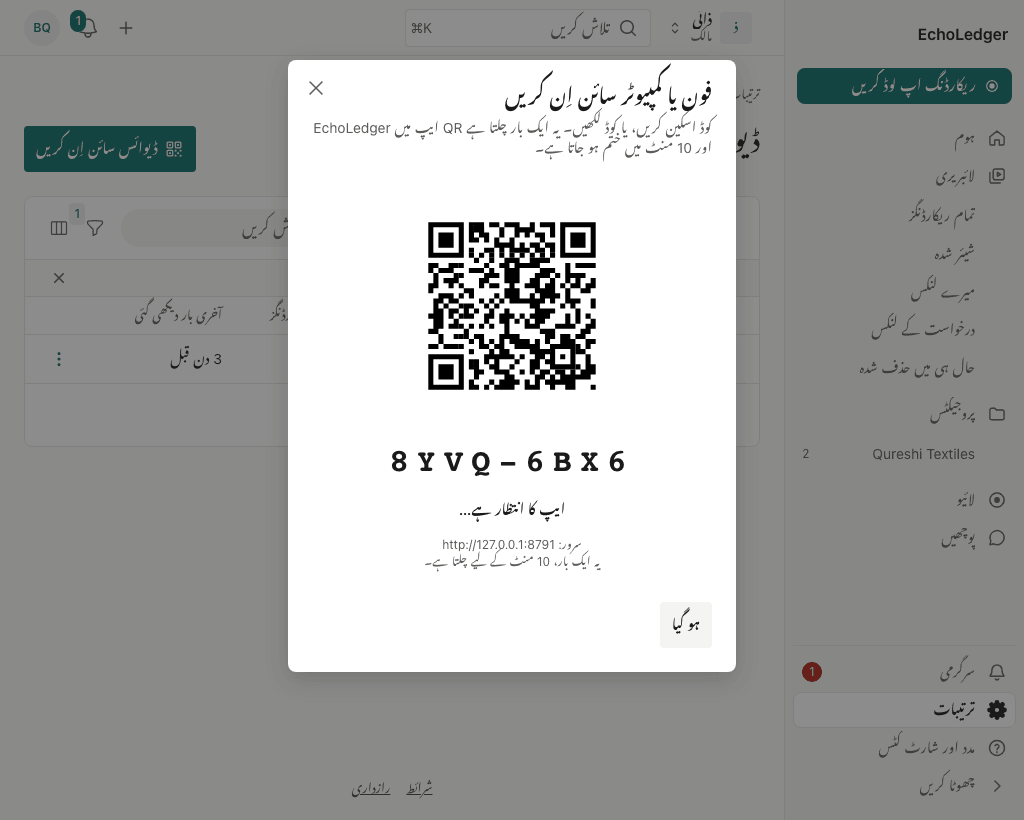 EchoLedger
ریکارڈنگ اپ لوڈ کریں
ہوم
لائبریری
تمام ریکارڈنگز
شیئر شدہ
میرے لنکس
درخواست کے لنکس
حال ہی میں حذف شدہ
پروجیکٹس
Qureshi Textiles 2
لائیو
پوچھیں
سرگرمی 1
ترتیبات
مدد اور شارٹ کٹس
چھوٹا کریں
ذ
ذاتی
مالک
تلاش کریں ⌘K
1
BQ
ڈیوائس سائن اِن کریں
1
کریں
آخری بار دیکھی گئی
3 دن قبل
فون یا کمپیوٹر سائن اِن کریں
کوڈ اسکین کریں، یا کوڈ لکھیں۔ یہ ایک بار چلتا ہے QR ایپ میں EchoLedger
اور 10 منٹ میں ختم ہو جاتا ہے۔
8YVQ–6BX6
ایپ کا انتظار ہے...
سرور: http://127.0.0.1:8791
یہ ایک بار، 10 منٹ کے لیے چلتا ہے۔
ہو گیا
شرائط
رازداری